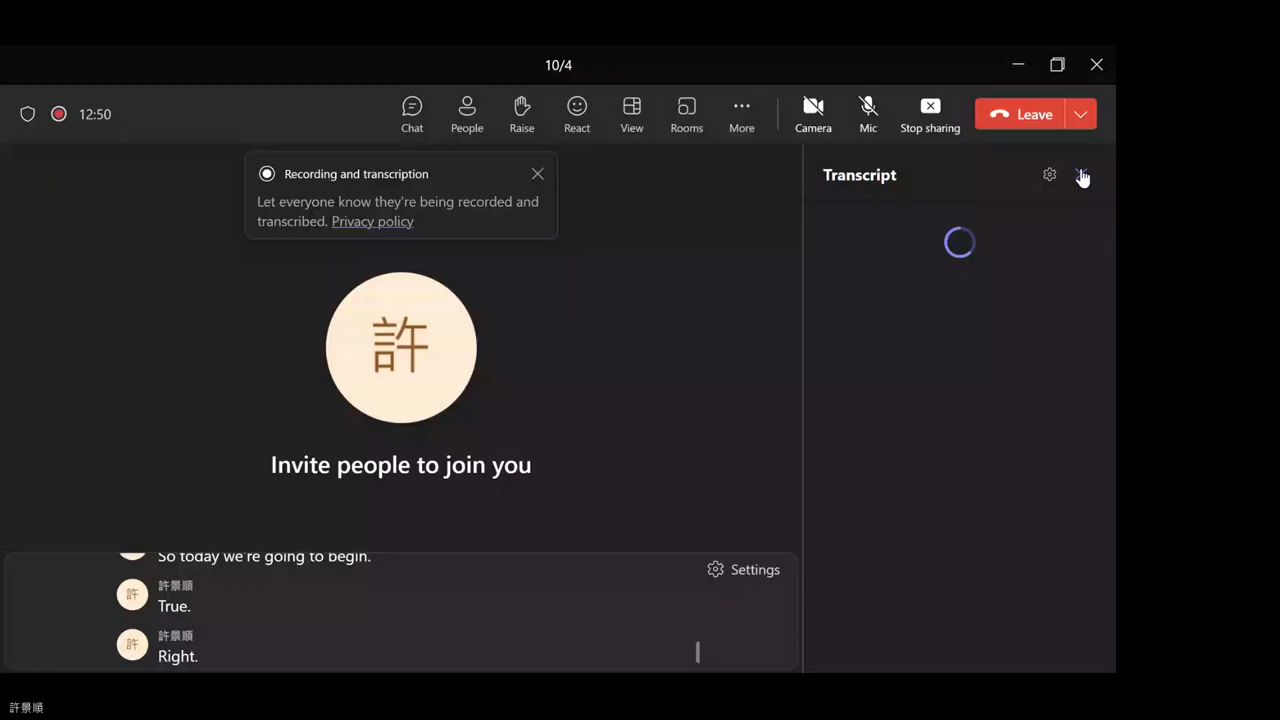 10/4
12:50
Chat
People
Raise
React
View
Rooms
More
Camera
Mic
Stop sharing
Leave
Recording and transcription
Let everyone know they're being recorded and
transcribed. Privacy policy
Transcript
許
Invite people to join you
So today we're going to begin.
Settings
許
許景順
True.
許
許景順
Right.
許景順